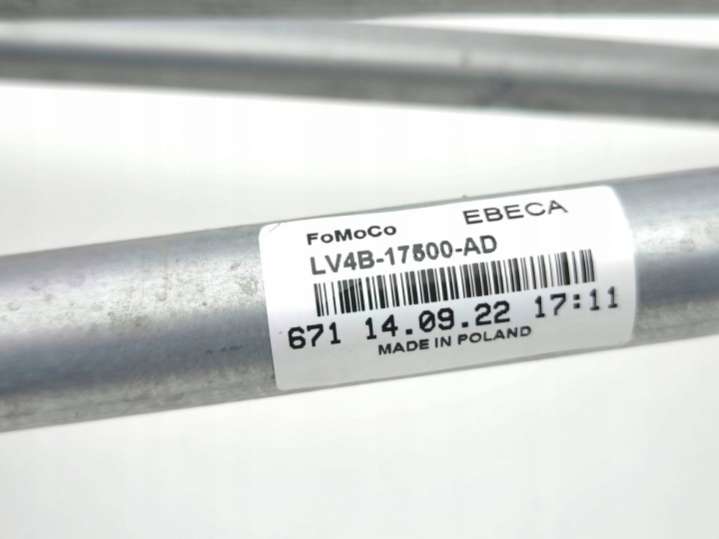 FoMoCo EBECA
LV4B-17500-AD
671 14.09.22 17:11
MADE IN POLAND